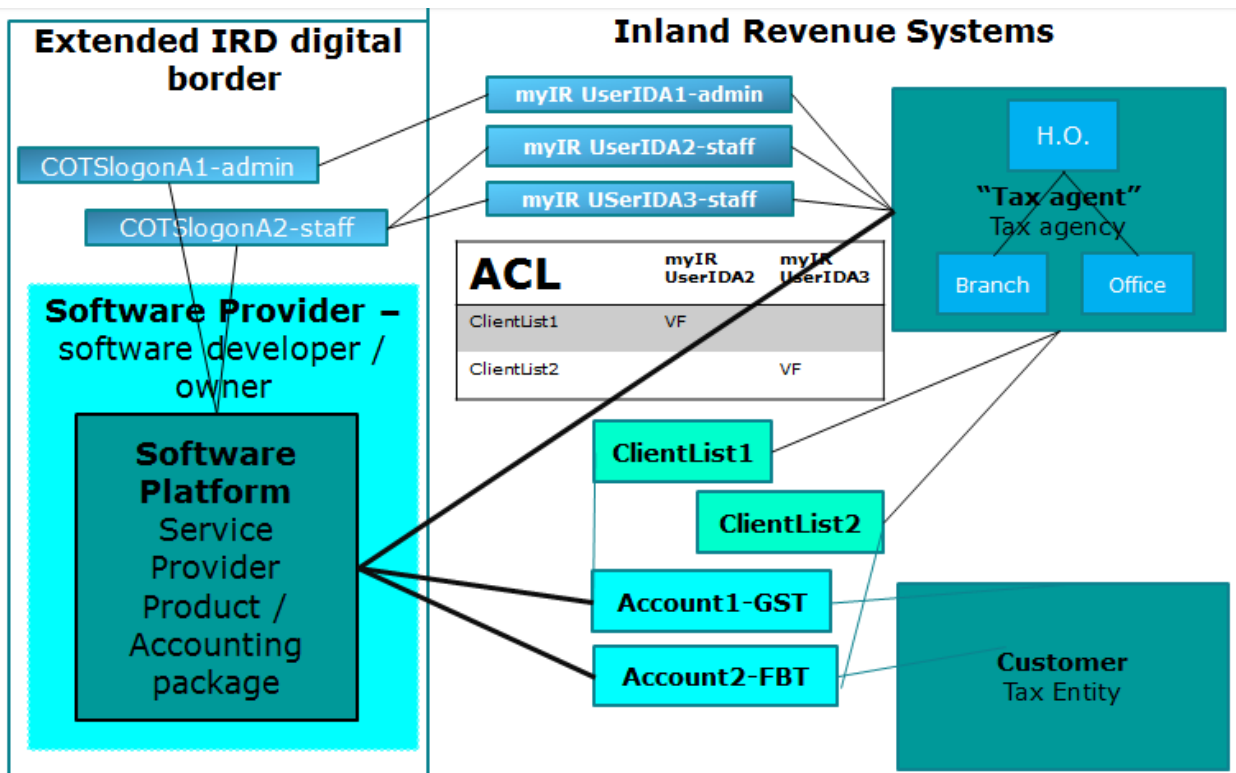 Extended IRD digital
border
Inland Revenue Systems
COTSlogonA1-admin
COTSlogonA2-staff
myIR UserIDA1-admin
myIR UserIDA2-staff
myIR USerIDA3-staff
H.O.
“Tax agent”
Tax agency
Branch
Office
ACL
myIR
UserIDA2
myIR
UserIDA3
ClientList1
VF
ClientList2
VF
Software Provider –
software developer /
owner
Software
Platform
Service
Provider
Product /
Accounting
package
ClientList1
ClientList2
Account1-GST
Account2-FBT
Customer
Tax Entity